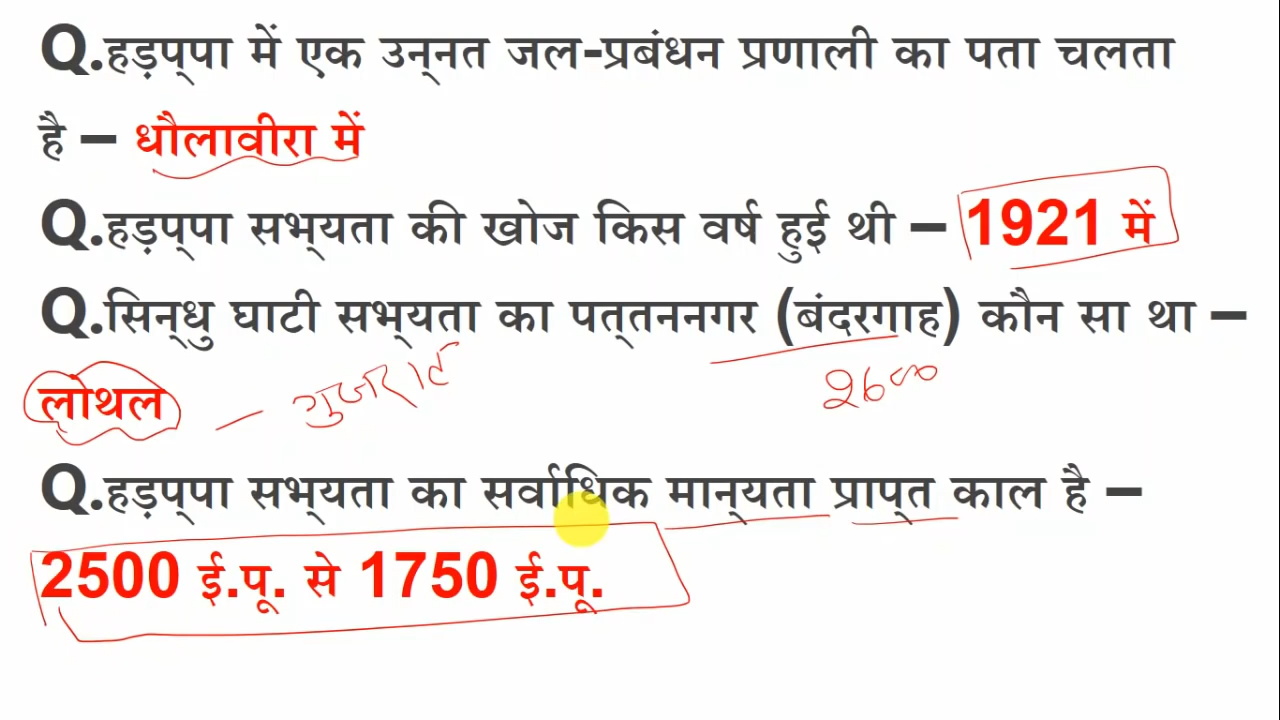 Q.हड़प्पा में एक उन्नत जल-प्रबंधन प्रणाली का पता चलता
है – धौलावीरा में
Q.हड़प्पा सभ्यता की खोज किस वर्ष हुई थी – 1921 में
Q.सिन्धु घाटी सभ्यता का पत्तननगर (बंदरगाह) कौन सा था –
लोथल – गुजरात
Q.हड़प्पा सभ्यता का सर्वाधिक मान्यता प्राप्त काल है –
2500 ई.पू. से 1750 ई.पू.